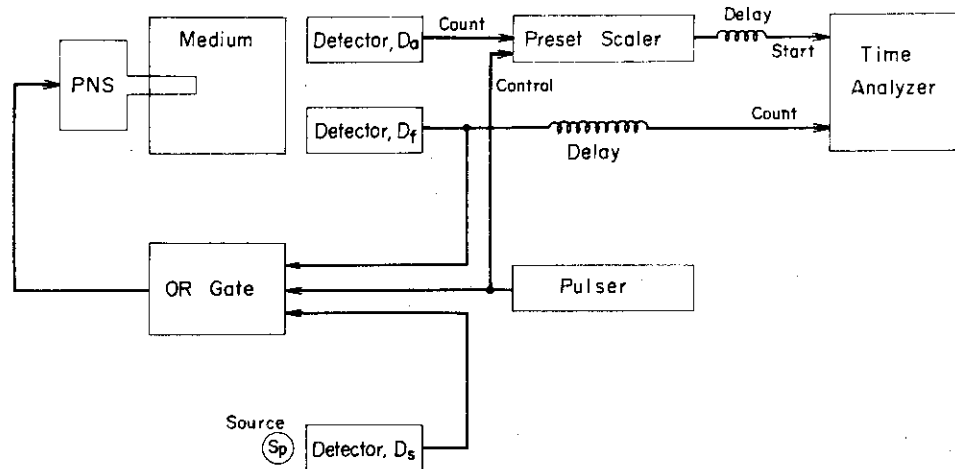 Medium
PNS
Detector, Da
Count
Preset Scaler
Delay
Start
Time
Analyzer
Control
Detector, Df
Delay
Count
OR Gate
Pulser
Source
Sp
Detector, Ds